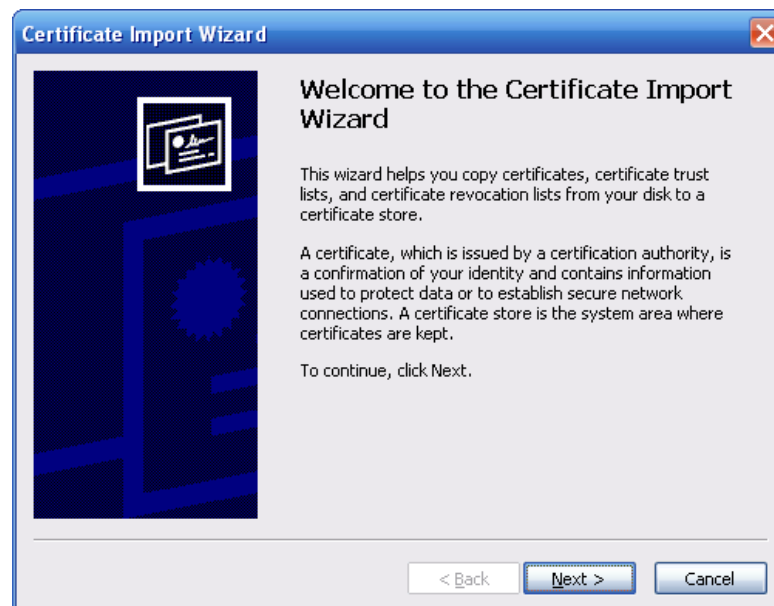 Certificate Import Wizard
Welcome to the Certificate Import
Wizard
This wizard helps you copy certificates, certificate trust
lists, and certificate revocation lists from your disk to a
certificate store.
A certificate, which is issued by a certification authority, is
a confirmation of your identity and contains information
used to protect data or to establish secure network
connections. A certificate store is the system area where
certificates are kept.
To continue, click Next.
< Back Next > Cancel